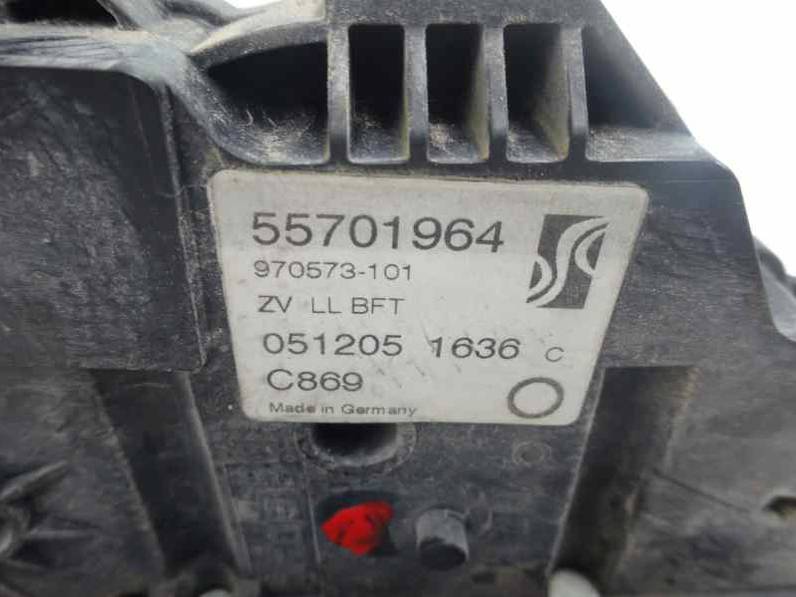 55701964
970573-101
ZV LL BFT
051205 1636 C
C869
Made in Germany